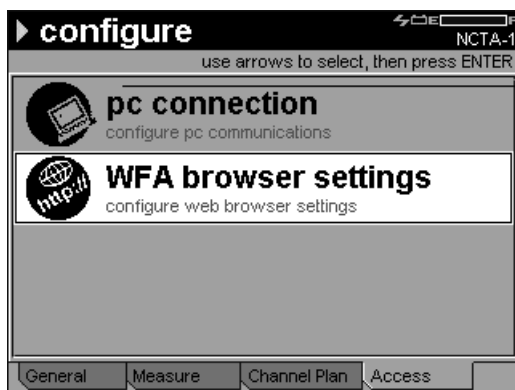 configure
E F
NCTA-1
use arrows to select, then press ENTER
pc connection
configure pc communications
http://
WFA browser settings
configure web browser settings
General Measure Channel Plan Access